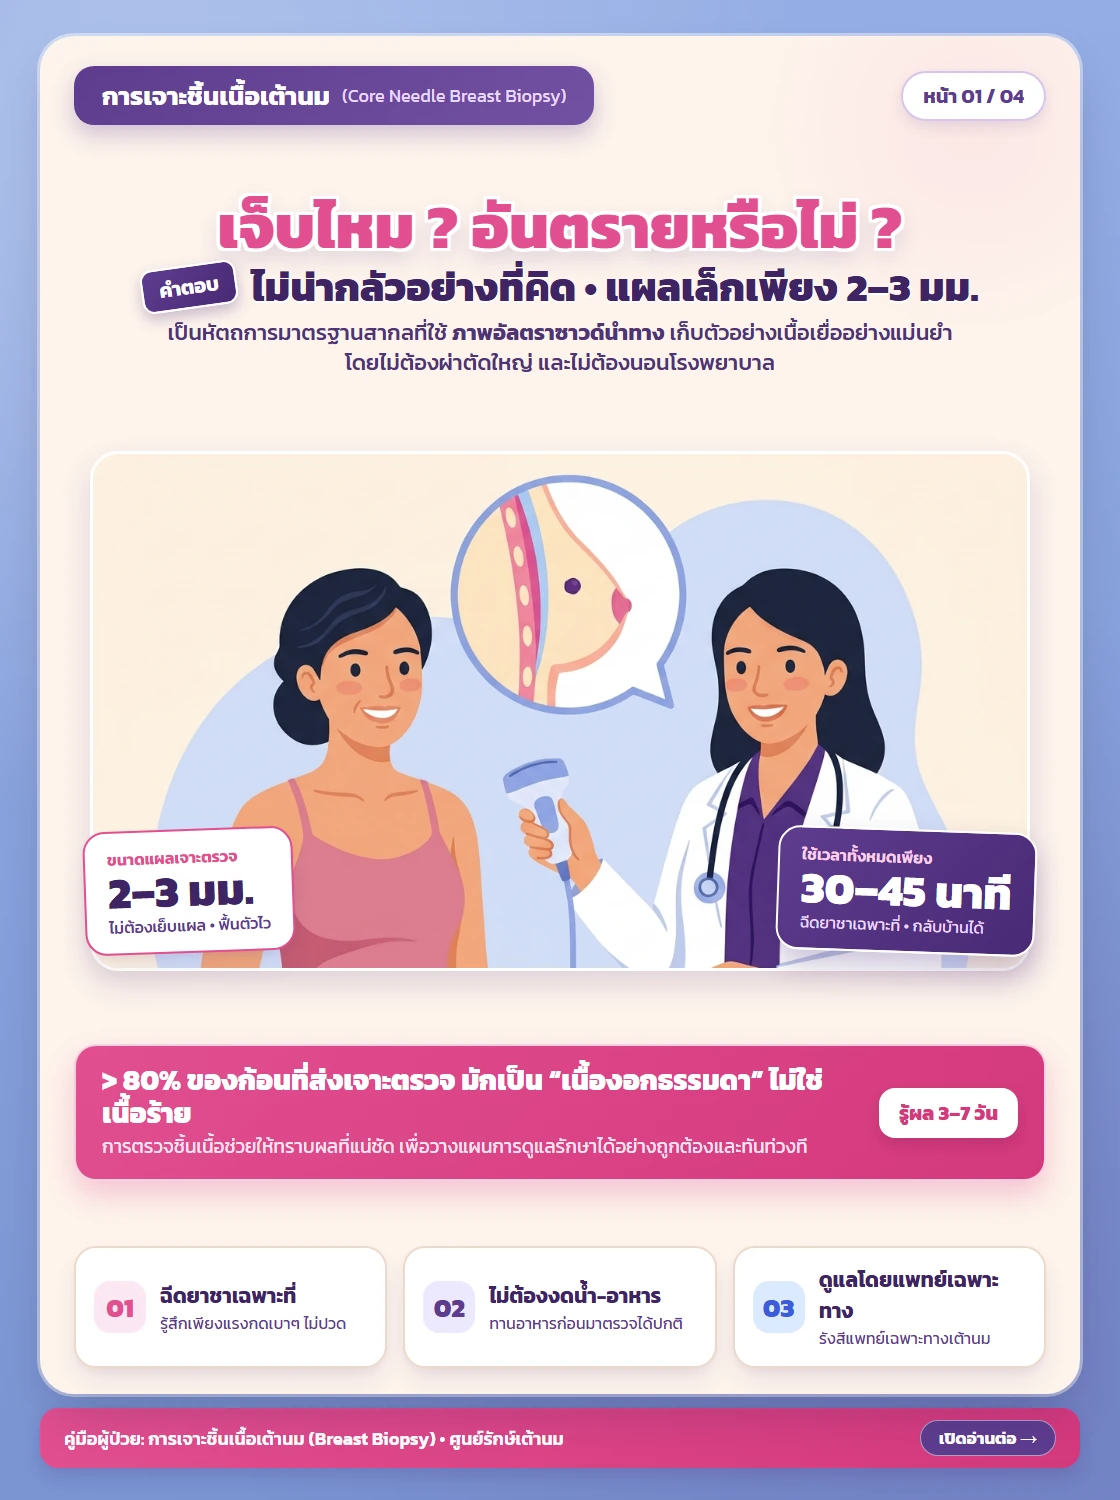 การเจาะชิ้นเนื้อเต้านม (Core Needle Breast Biopsy)
หน้า 01 / 04
เจ็บไหม ? อันตรายหรือไม่ ?
คำตอบ ไม่น่ากลัวอย่างที่คิด • แผลเล็กเพียง 2–3 มม.
เป็นหัตถการมาตรฐานสากลที่ใช้ ภาพอัลตราซาวด์นำทาง เก็บตัวอย่างเนื้อเยื่ออย่างแม่นยำ
โดยไม่ต้องผ่าตัดใหญ่ และไม่ต้องนอนโรงพยาบาล
ขนาดแผลเจาะตรวจ
2–3 มม.
ไม่ต้องเย็บแผล • ฟื้นตัวไว
ใช้เวลาทั้งหมดเพียง
30–45 นาที
ฉีดยาชาเฉพาะที่ • กลับบ้านได้
> 80% ของก้อนที่ส่งเจาะตรวจ มักเป็น “เนื้องอกธรรมดา” ไม่ใช่
เนื้อร้าย
การตรวจชิ้นเนื้อช่วยให้ทราบผลที่แน่ชัด เพื่อวางแผนการดูแลรักษาได้อย่างถูกต้องและทันท่วงที
รู้ผล 3–7 วัน
01
ฉีดยาชาเฉพาะที่
รู้สึกเพียงแรงกดเบาๆ ไม่ปวด
02
ไม่ต้องงดน้ำ-อาหาร
ทานอาหารก่อนมาตรวจได้ปกติ
03
ดูแลโดยแพทย์เฉพาะ
ทาง
รังสีแพทย์เฉพาะทางเต้านม
คู่มือผู้ป่วย: การเจาะชิ้นเนื้อเต้านม (Breast Biopsy) • ศูนย์รักษ์เต้านม
เปิดอ่านต่อ →